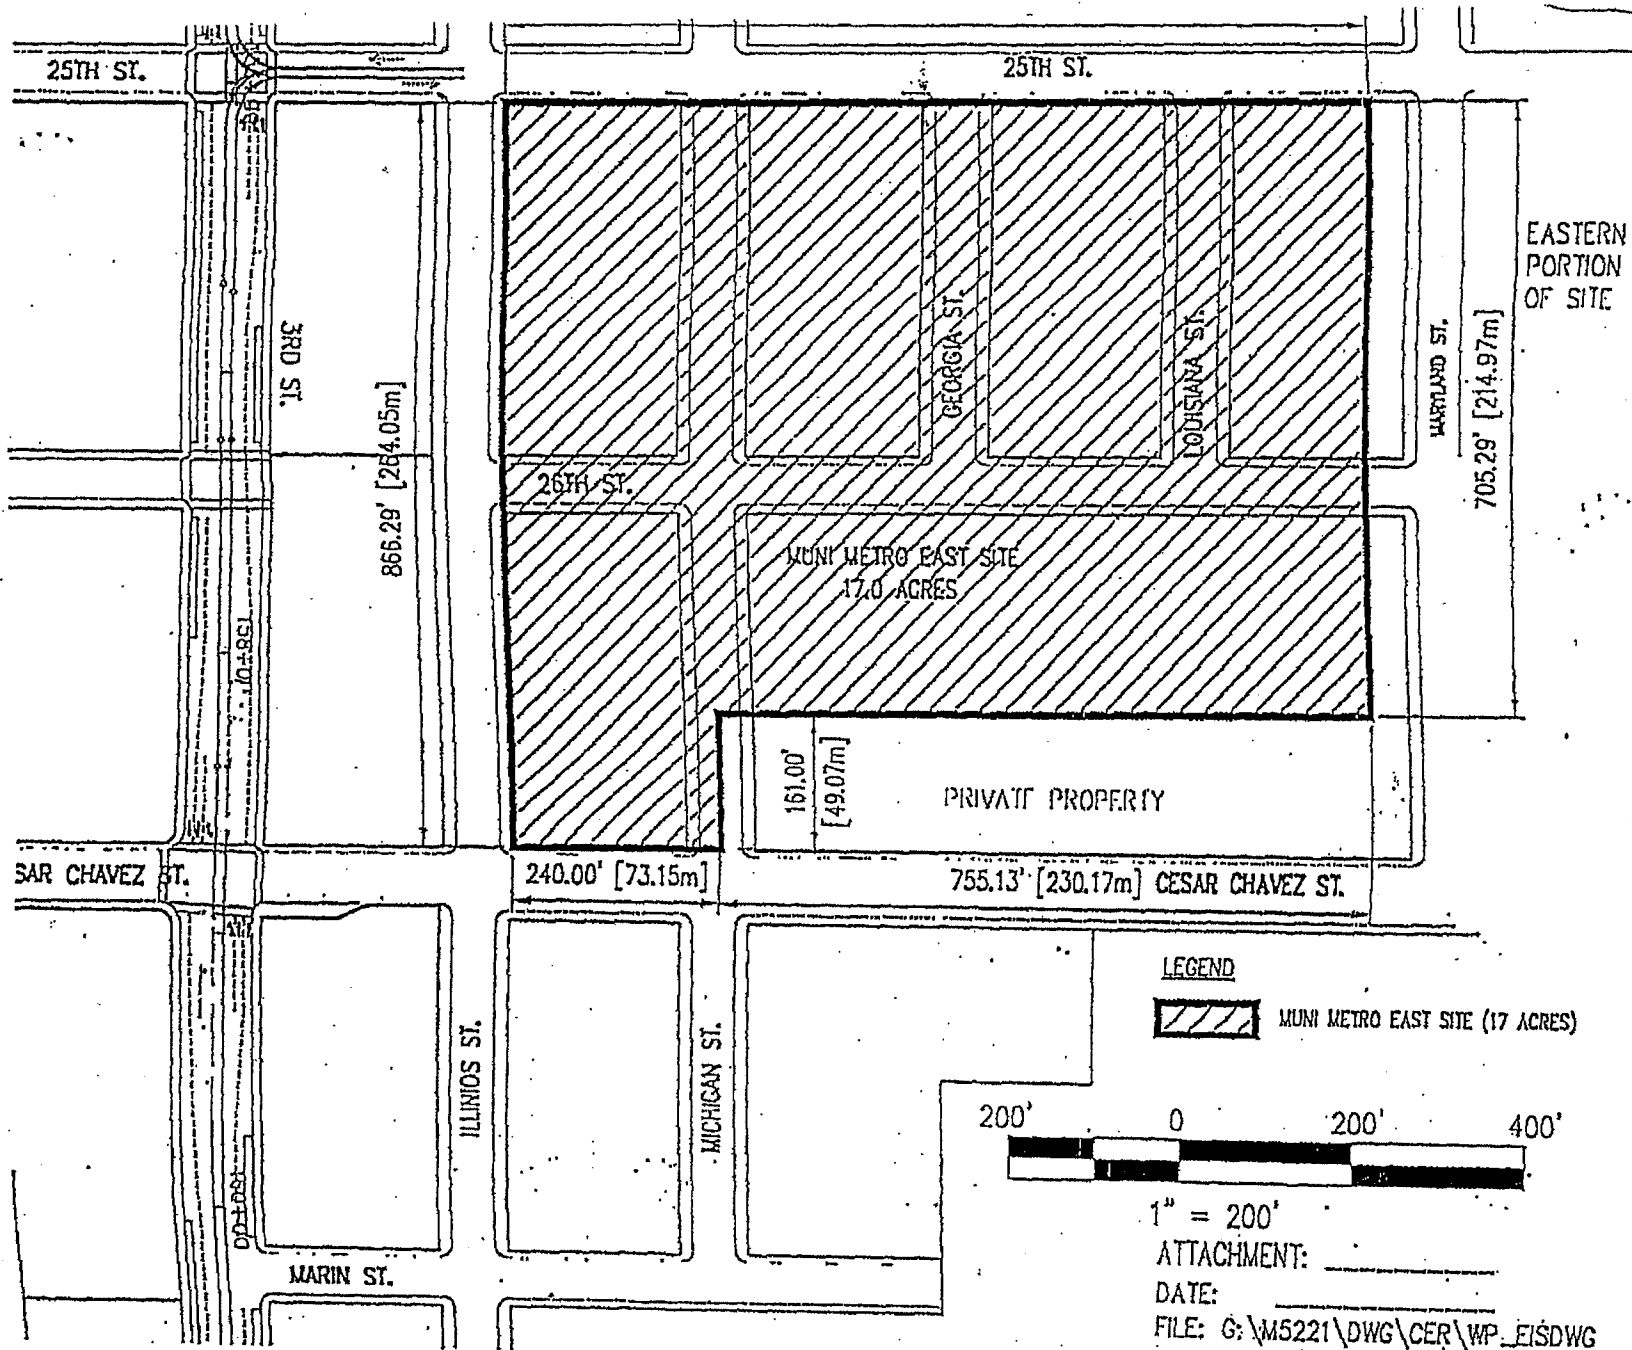 25TH ST.
25TH ST.
EASTERN
PORTION
OF SITE
3RD ST.
866.29' [264.05m]
GEORGIA ST.
LOUISIANA ST.
MARYLAND ST.
705.29' [214.97m]
26TH ST.
MUNI METRO EAST SITE
17.0 ACRES
161.00'
[49.07m]
PRIVATE PROPERTY
SAR CHAVEZ ST.
240.00' [73.15m]
755.13' [230.17m] CESAR CHAVEZ ST.
LEGEND
MUNI METRO EAST SITE (17 ACRES)
ILLINIOS ST.
MICHIGAN ST.
200' 0 200' 400'
1" = 200'
MARIN ST.
ATTACHMENT:
DATE:
FILE: G:\M5221\DWG\CER\WP_EISDWG